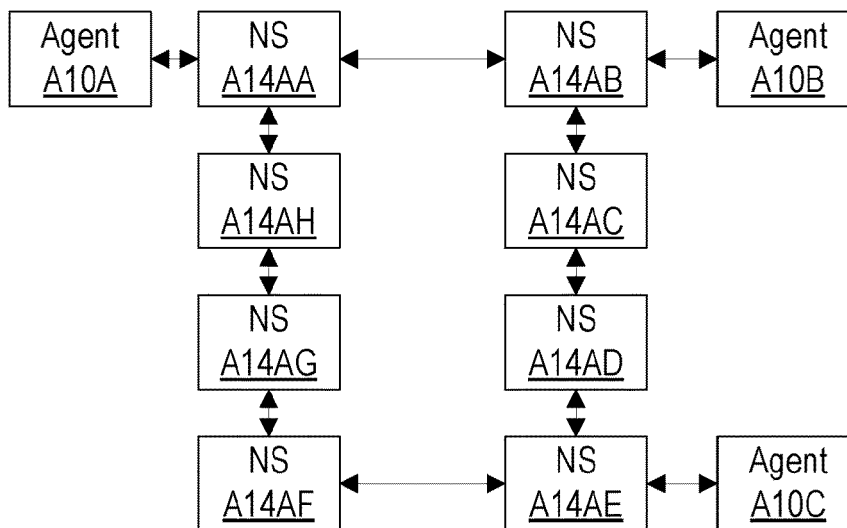 Agent
A10A
NS
A14AA
NS
A14AB
Agent
A10B
NS
A14AH
NS
A14AC
NS
A14AG
NS
A14AD
NS
A14AF
NS
A14AE
Agent
A10C